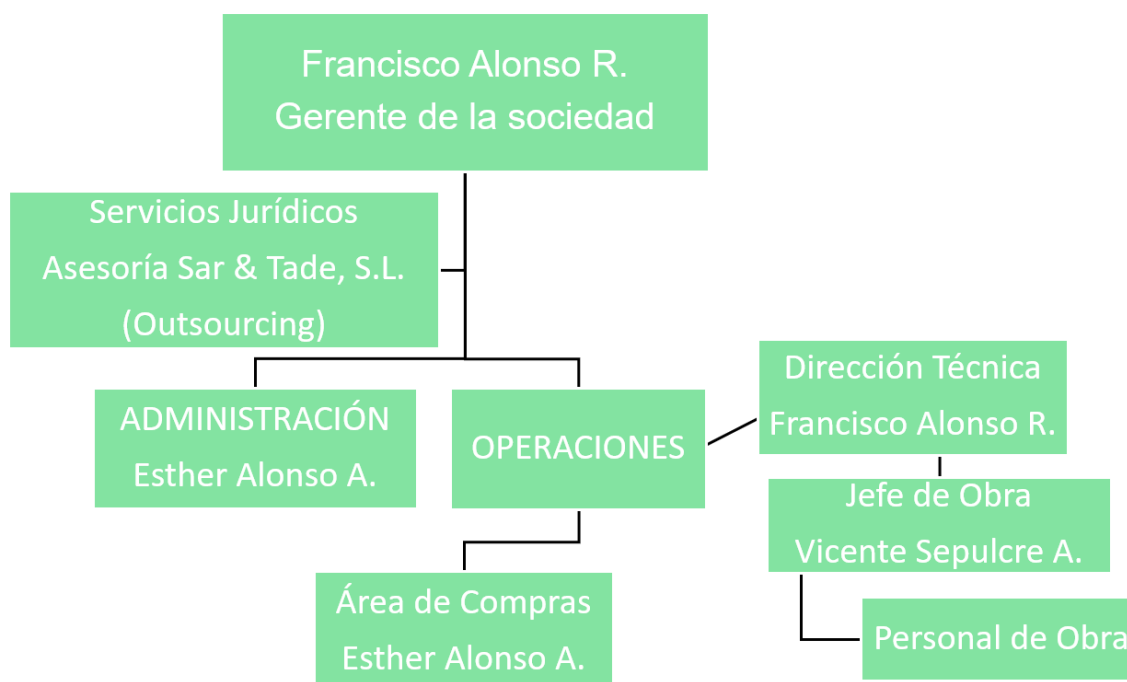 Francisco Alonso R.
Gerente de la sociedad
Servicios Jurídicos
Asesoría Sar & Tade, S.L.
(Outsourcing)
ADMINISTRACIÓN
Esther Alonso A.
OPERACIONES
Dirección Técnica
Francisco Alonso R.
Jefe de Obra
Vicente Sepulcre A.
Personal de Obra
Área de Compras
Esther Alonso A.